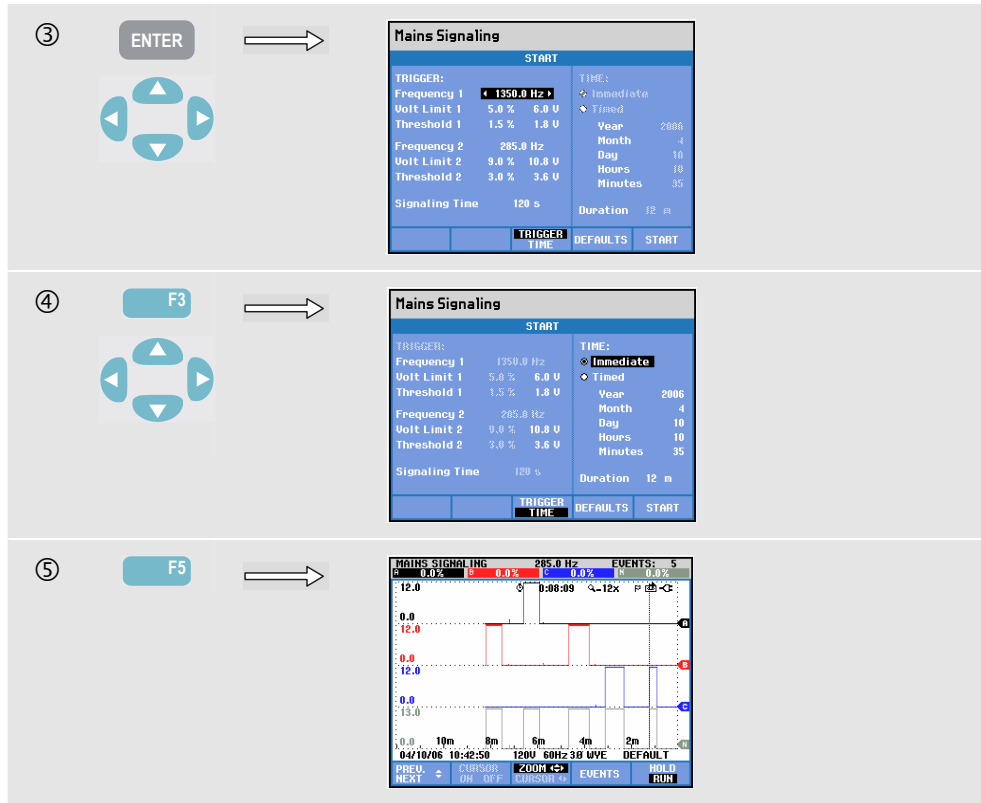 ③ ENTER
Mains Signaling
START
TRIGGER: TIME:
Frequency 1 1350.0 Hz Immediate
Volt Limit 1 5.0 % 6.0 V Timed
Threshold 1 1.5 % 1.8 V Year 2006
Month 4
Frequency 2 285.0 Hz Day 10
Volt Limit 2 9.0 % 10.8 V Hours 10
Threshold 2 3.0 % 3.6 V Minutes 35
Signaling Time 120 s Duration 12 m
TRIGGER TIME DEFAULTS START
④ F3
Mains Signaling
START
TRIGGER: TIME:
Frequency 1 1350.0 Hz Immediate
Volt Limit 1 5.0 % 6.0 V Timed
Threshold 1 1.5 % 1.8 V Year 2006
Month 4
Frequency 2 285.0 Hz Day 10
Volt Limit 2 9.0 % 10.8 V Hours 10
Threshold 2 3.0 % 3.6 V Minutes 35
Signaling Time 120 s Duration 12 m
TRIGGER TIME DEFAULTS START
⑤ F5
MAINS SIGNALING 285.0 Hz EVENTS: 5
A 0.0% B 0.0% C 0.0% N 0.0%
12.0 0:08:09 12x
0.0 A
12.0
0.0 B
12.0
0.0 C
13.0
0.0 10m 8m 6m 4m 2m N
04/10/06 10:42:50 120V 60Hz 3Ø WYE DEFAULT
PREV. NEXT CURSOR ON OFF ZOOM CURSOR EVENTS HOLD RUN